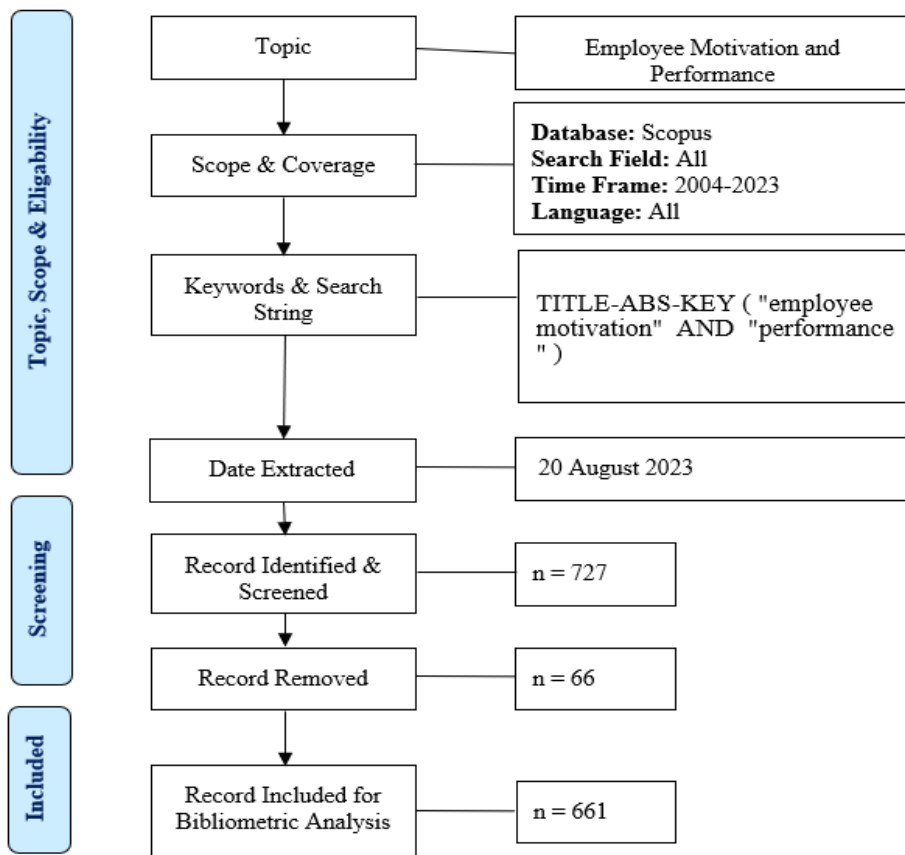 Topic, Scope & Eligability
Topic
Employee Motivation and
Performance
Scope & Coverage
Database: Scopus
Search Field: All
Time Frame: 2004-2023
Language: All
Keywords & Search
String
TITLE-ABS-KEY ( "employee
motivation" AND "performance
" )
Date Extracted
20 August 2023
Screening
Record Identified &
Screened
n = 727
Record Removed
n = 66
Included
Record Included for
Bibliometric Analysis
n = 661